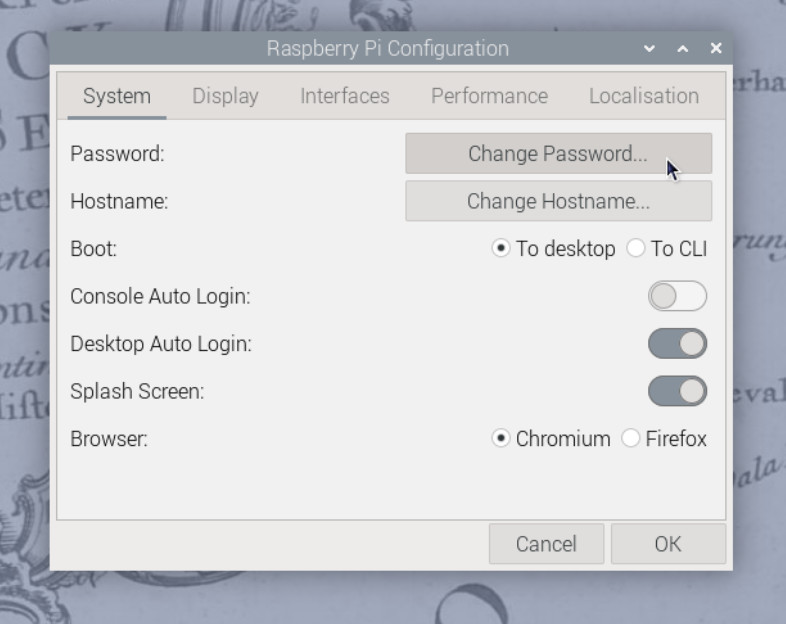 Raspberry Pi Configuration
System Display Interfaces Performance Localisation
Password: Change Password...
Hostname: Change Hostname...
Boot: To desktop To CLI
Console Auto Login:
Desktop Auto Login:
Splash Screen:
Browser: Chromium Firefox
Cancel OK